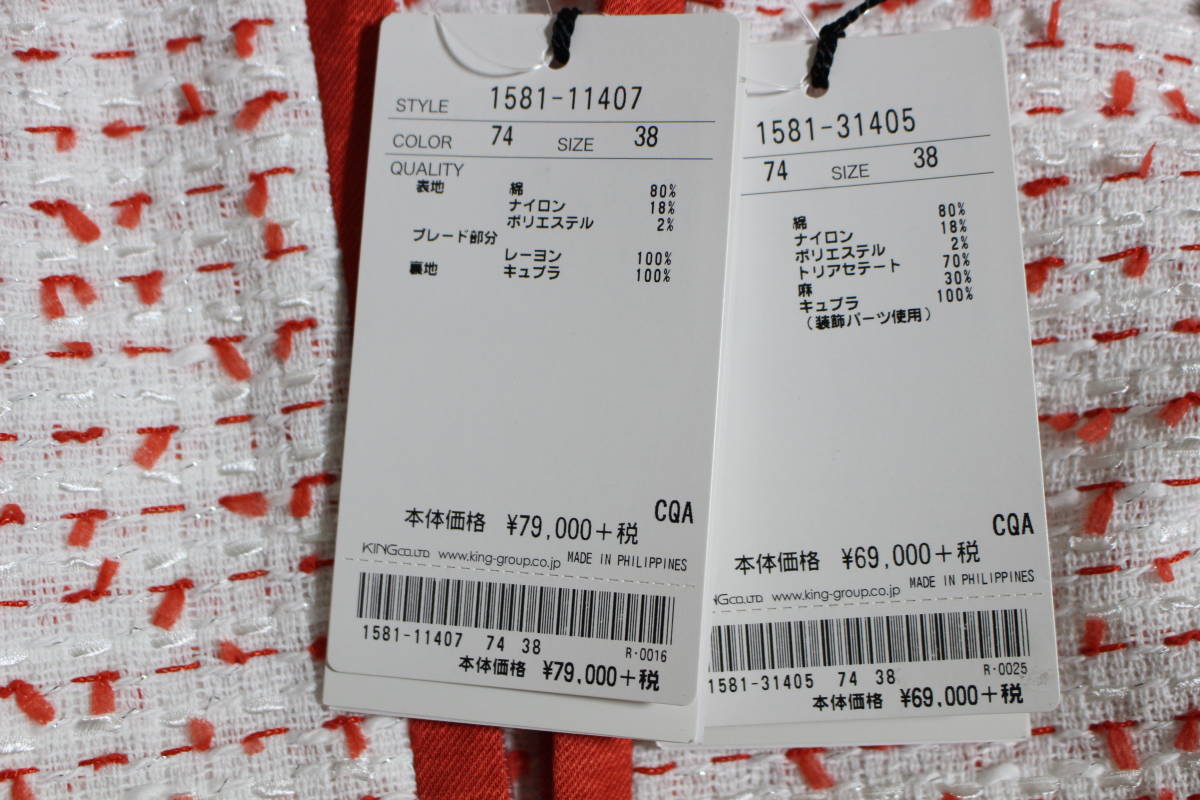 STYLE 1581-11407
COLOR 74 SIZE 38
QUALITY
表地 綿 80%
ナイロン 18%
ポリエステル 2%
ブレード部分
レーヨン 100%
裏地 キュプラ 100%
CQA
本体価格 ¥79,000+税
KING CO.,LTD. www.king-group.co.jp MADE IN PHILIPPINES
1581-11407 74 38
R-0016
本体価格 ¥79,000+税
1581-31405
74 SIZE 38
綿 80%
ナイロン 18%
ポリエステル 2%
トリアセテート 70%
麻 30%
キュプラ 100%
(装飾パーツ使用)
CQA
本体価格 ¥69,000+税
MADE IN PHILIPPINES
NG CO.,LTD. www.king-group.co.jp
1581-31405 74 38
R-0025
本体価格 ¥69,000+税